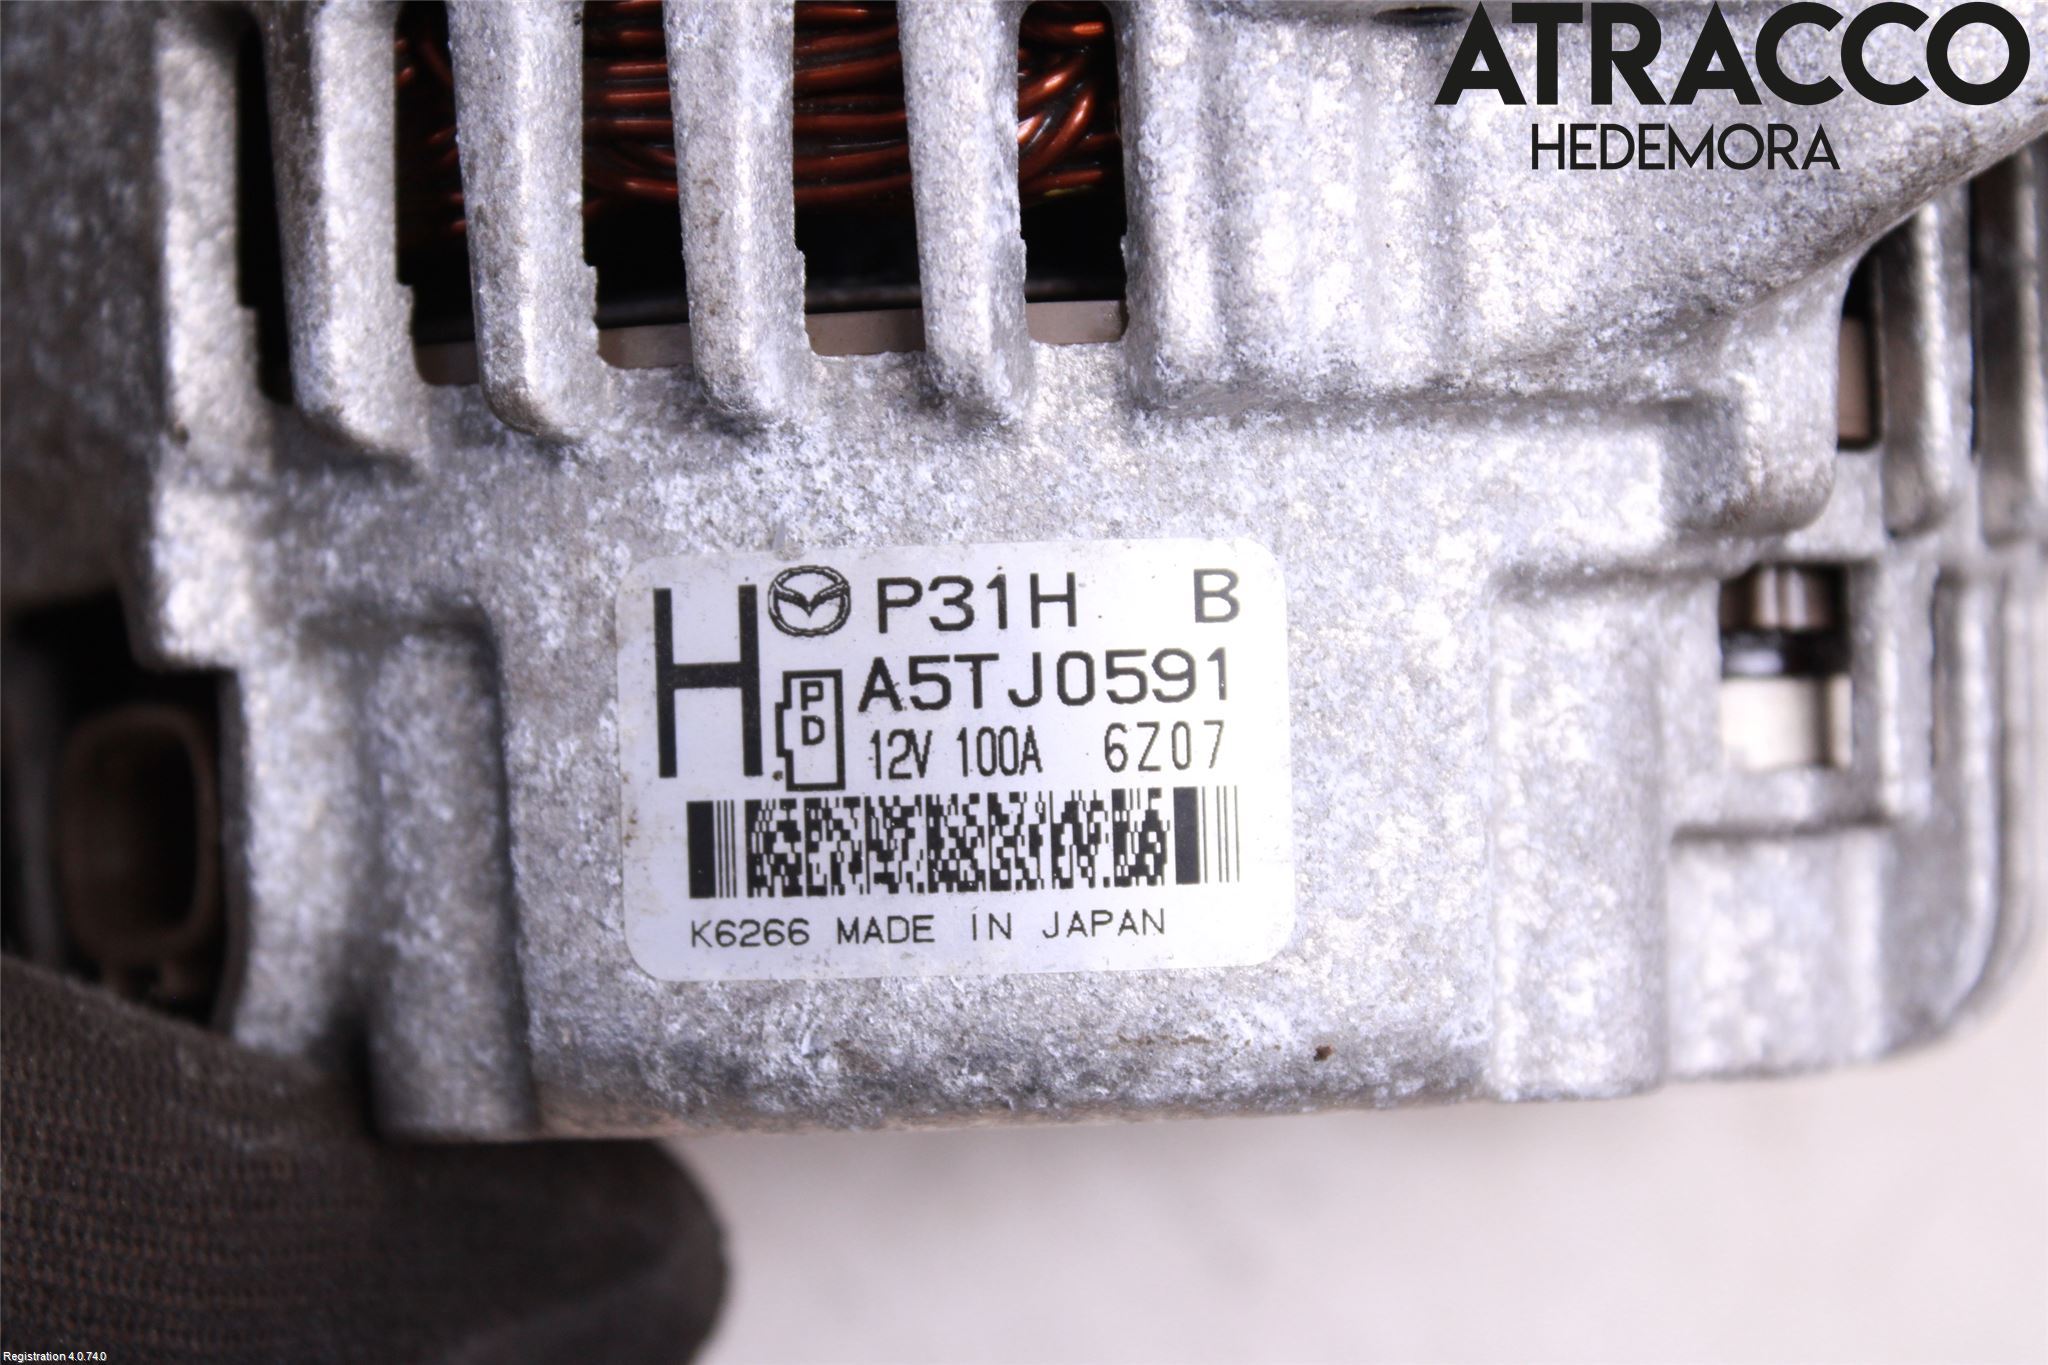 ATRACCO
HEDEMORA
H P31H B
PD A5TJ0591
12V 100A 6Z07
K6266 MADE IN JAPAN
Registration 4.0.74.0